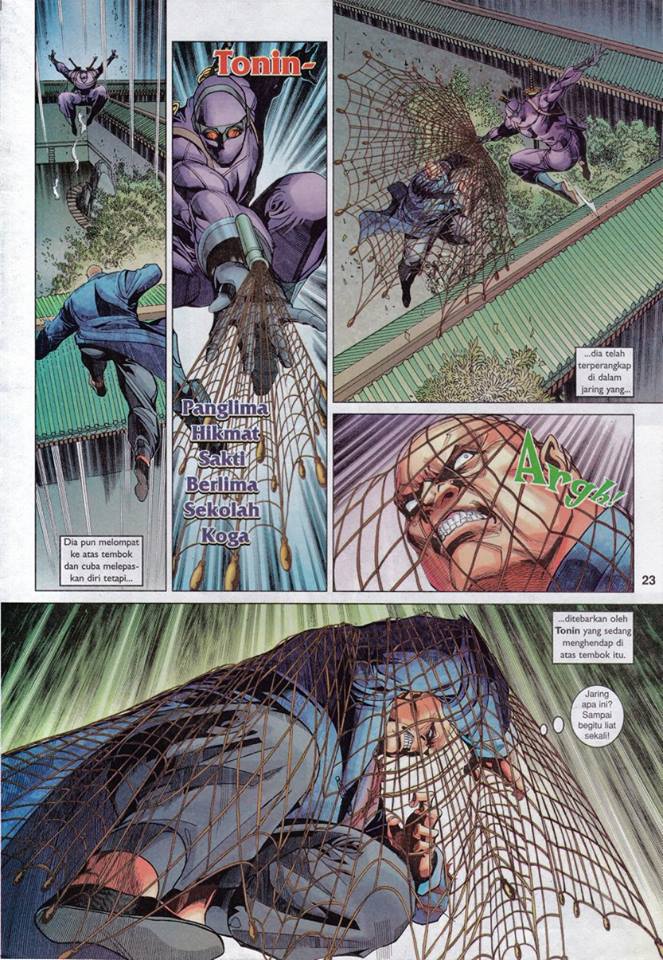 Dia pun melompat
ke atas tembok
dan cuba melepas-
kan diri tetapi...
Tonin-
Panglima
Hikmat
Sakti
Berlima
Sekolah
Koga
...dia telah
terperangkap
di dalam
jaring yang...
Argh!
23
...ditebarkan oleh
Tonin yang sedang
menghendap di
atas tembok itu.
Jaring
apa ini?
Sampai
begitu liat
sekali!